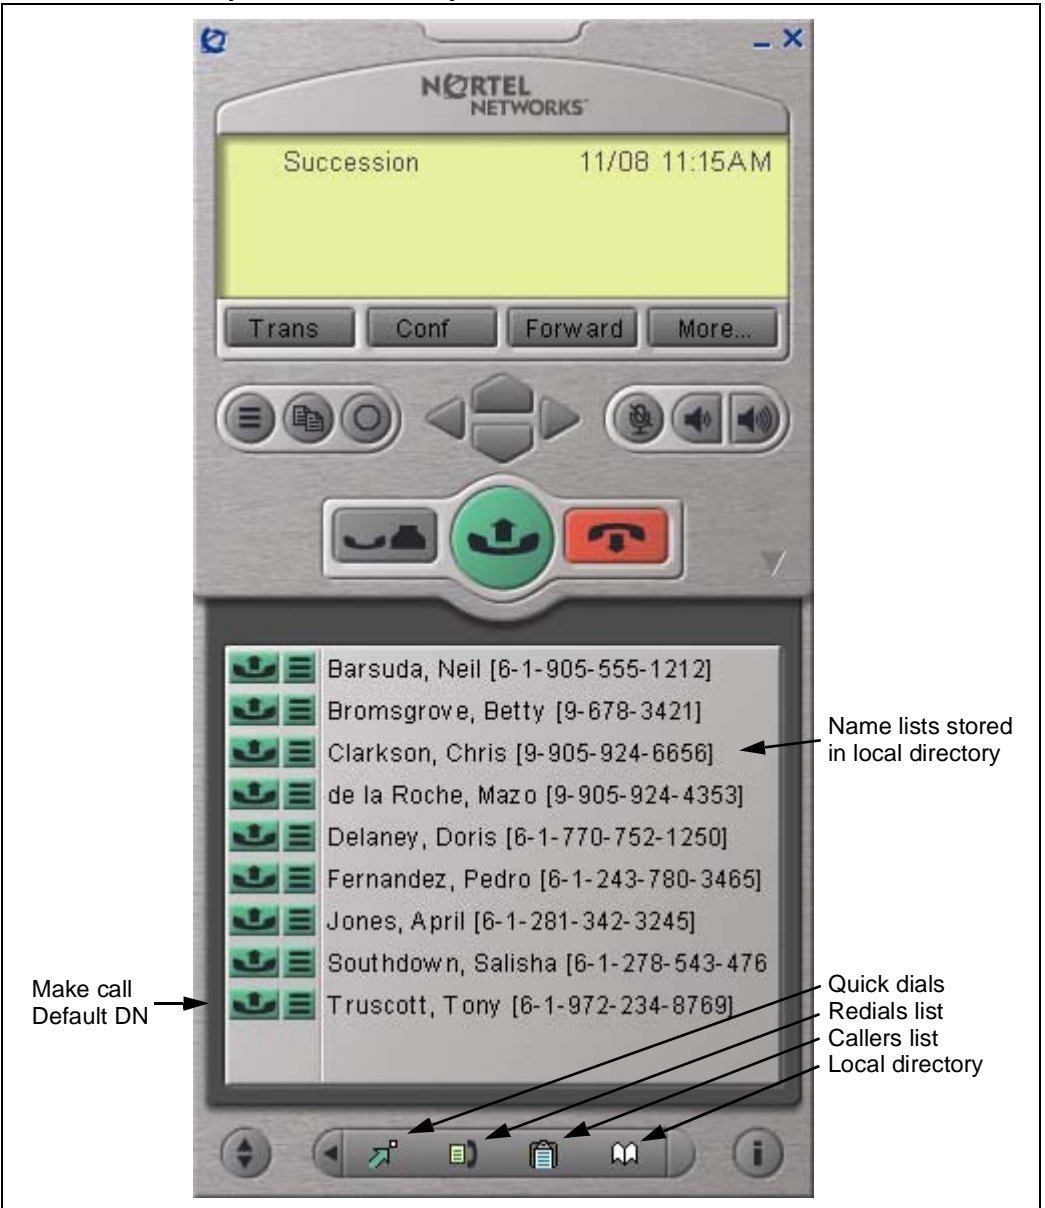 NORTEL
NETWORKS
Succession 11/08 11:15AM
Trans Conf Forward More...
Barsuda, Neil [6-1-905-555-1212]
Bromsgrove, Betty [9-678-3421]
Clarkson, Chris [9-905-924-6656]
de la Roche, Mazo [9-905-924-4353]
Delaney, Doris [6-1-770-752-1250]
Fernandez, Pedro [6-1-243-780-3465]
Jones, April [6-1-281-342-3245]
Southdown, Salisha [6-1-278-543-476
Truscott, Tony [6-1-972-234-8769]
Name lists stored
in local directory
Make call
Default DN
Quick dials
Redials list
Callers list
Local directory